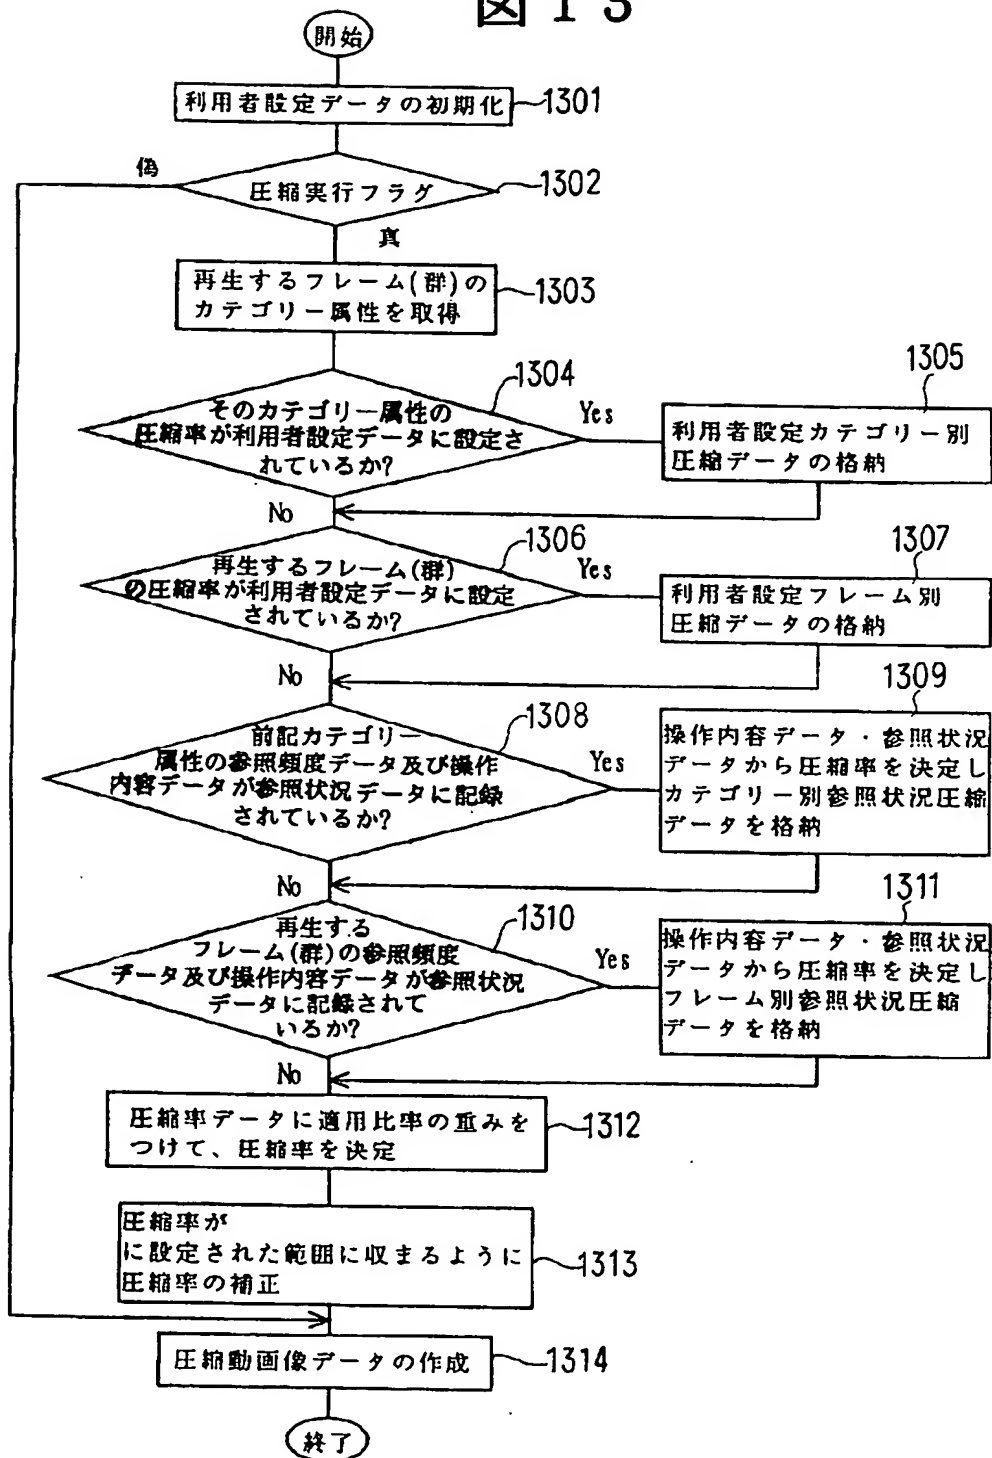 図13
開始
利用者設定データの初期化
1301
偽
圧縮実行フラグ
1302
真
再生するフレーム(群)の
カテゴリー属性を取得
1303
1304
そのカテゴリー属性の
圧縮率が利用者設定データに設定さ
れているか?
Yes
1305
利用者設定カテゴリー別
圧縮データの格納
No
1306
再生するフレーム(群)
の圧縮率が利用者設定データに設定
されているか?
Yes
1307
利用者設定フレーム別
圧縮データの格納
No
1308
前記カテゴリー
属性の参照頻度データ及び操作
内容データが参照状況データに記録
されているか?
Yes
1309
操作内容データ・参照状況
データから圧縮率を決定し
カテゴリー別参照状況圧縮
データを格納
No
1310
再生する
フレーム(群)の参照頻度
データ及び操作内容データが参照状況
データに記録されて
いるか?
Yes
1311
操作内容データ・参照状況
データから圧縮率を決定し
フレーム別参照状況圧縮
データを格納
No
圧縮率データに適用比率の重みを
つけて、圧縮率を決定
1312
圧縮率が
に設定された範囲に収まるように
圧縮率の補正
1313
圧縮動画像データの作成
1314
終了